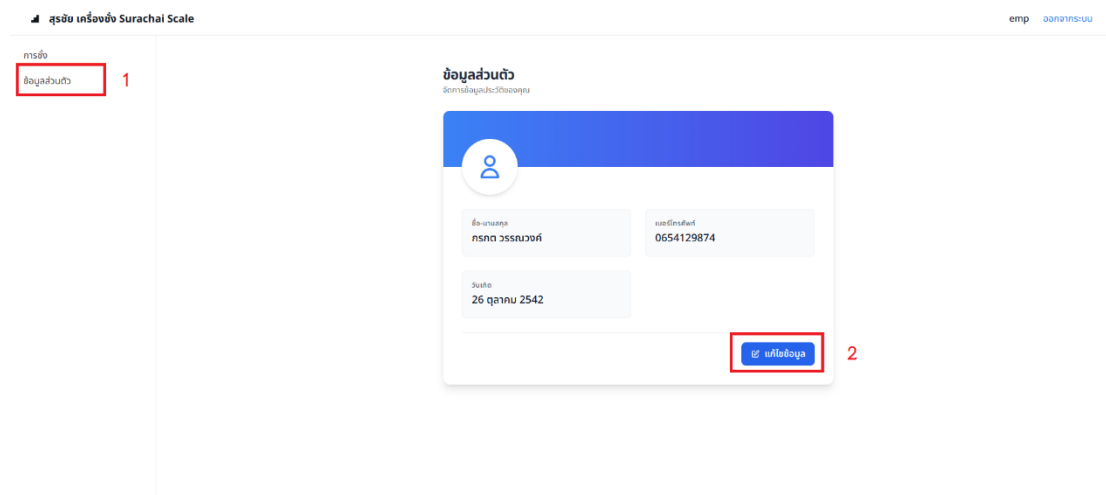 สุรชัย เครื่องชั่ง Surachai Scale
emp ออกจากระบบ
การชั่ง
ข้อมูลส่วนตัว 1
ข้อมูลส่วนตัว
จัดการข้อมูลประวัติของคุณ
ชื่อ-นามสกุล
กรกต วรรณวงค์
เบอร์โทรศัพท์
0654129874
วันเกิด
26 ตุลาคม 2542
แก้ไขข้อมูล 2